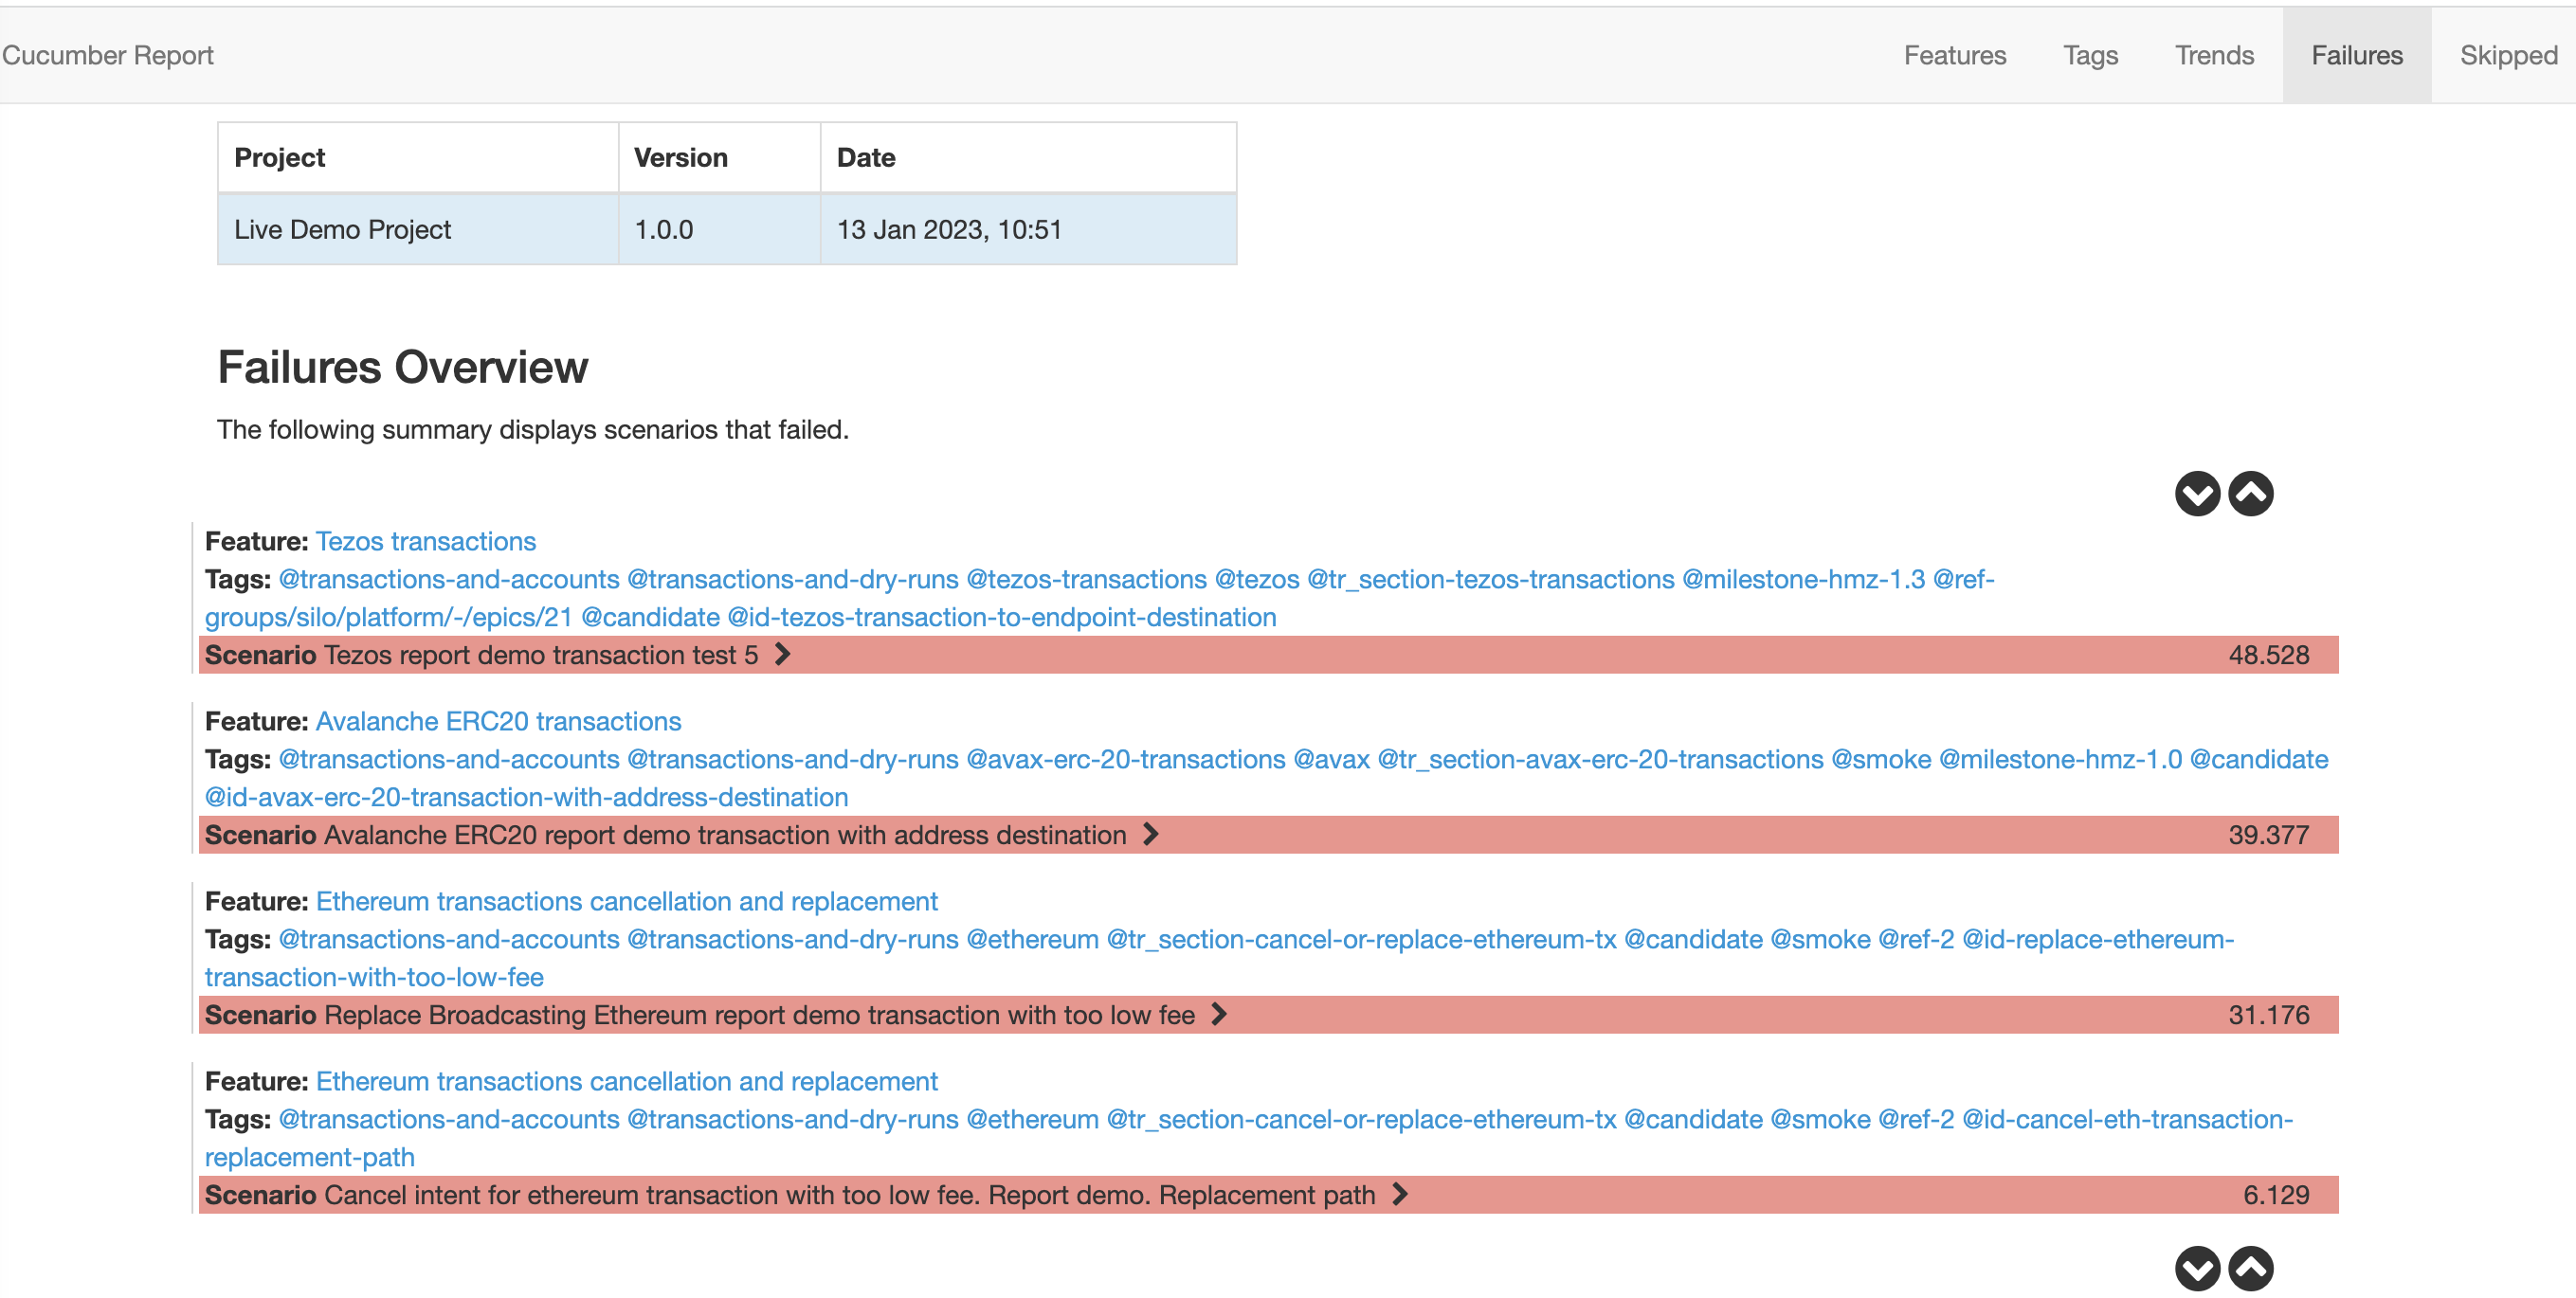 Cucumber Report Features Tags Trends Failures Skipped
Project Version Date
Live Demo Project 1.0.0 13 Jan 2023, 10:51
Failures Overview
The following summary displays scenarios that failed.
Feature: Tezos transactions
Tags: @transactions-and-accounts @transactions-and-dry-runs @tezos-transactions @tezos @tr_section-tezos-transactions @milestone-hmz-1.3 @ref-
groups/silo/platform/-/epics/21 @candidate @id-tezos-transaction-to-endpoint-destination
Scenario Tezos report demo transaction test 5 48.528
Feature: Avalanche ERC20 transactions
Tags: @transactions-and-accounts @transactions-and-dry-runs @avax-erc-20-transactions @avax @tr_section-avax-erc-20-transactions @smoke @milestone-hmz-1.0 @candidate
@id-avax-erc-20-transaction-with-address-destination
Scenario Avalanche ERC20 report demo transaction with address destination 39.377
Feature: Ethereum transactions cancellation and replacement
Tags: @transactions-and-accounts @transactions-and-dry-runs @ethereum @tr_section-cancel-or-replace-ethereum-tx @candidate @smoke @ref-2 @id-replace-ethereum-
transaction-with-too-low-fee
Scenario Replace Broadcasting Ethereum report demo transaction with too low fee 31.176
Feature: Ethereum transactions cancellation and replacement
Tags: @transactions-and-accounts @transactions-and-dry-runs @ethereum @tr_section-cancel-or-replace-ethereum-tx @candidate @smoke @ref-2 @id-cancel-eth-transaction-
replacement-path
Scenario Cancel intent for ethereum transaction with too low fee. Report demo. Replacement path 6.129